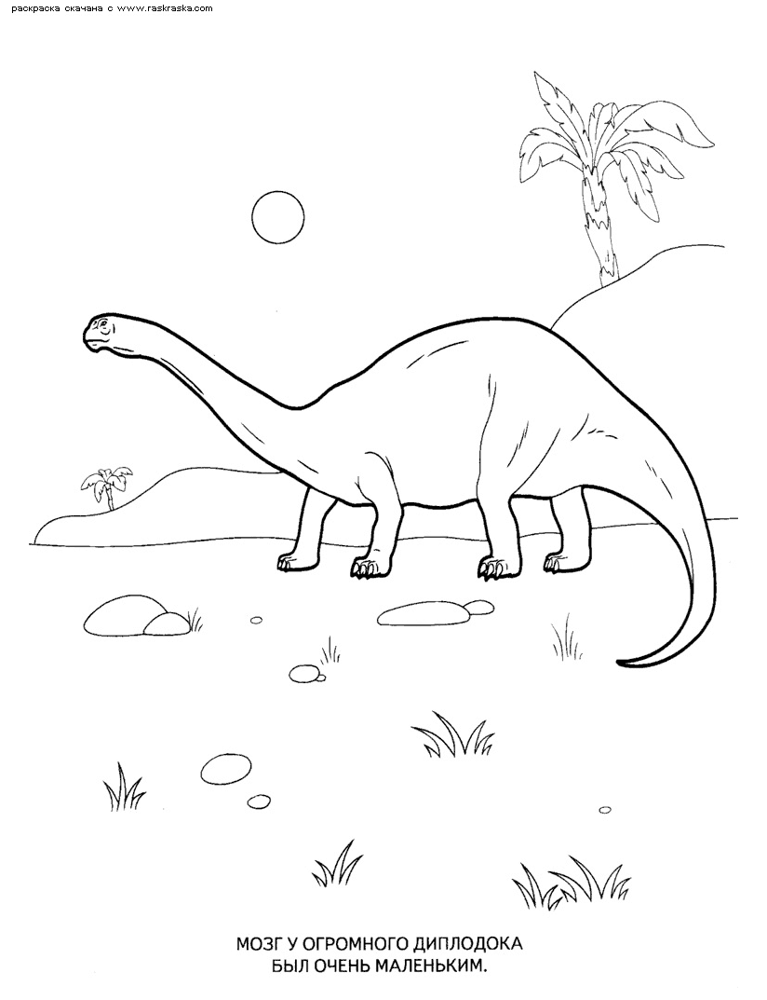 раскраска скачана с www.raskraska.com
МОЗГ У ОГРОМНОГО ДИПЛОДОКА
БЫЛ ОЧЕНЬ МАЛЕНЬКИМ.